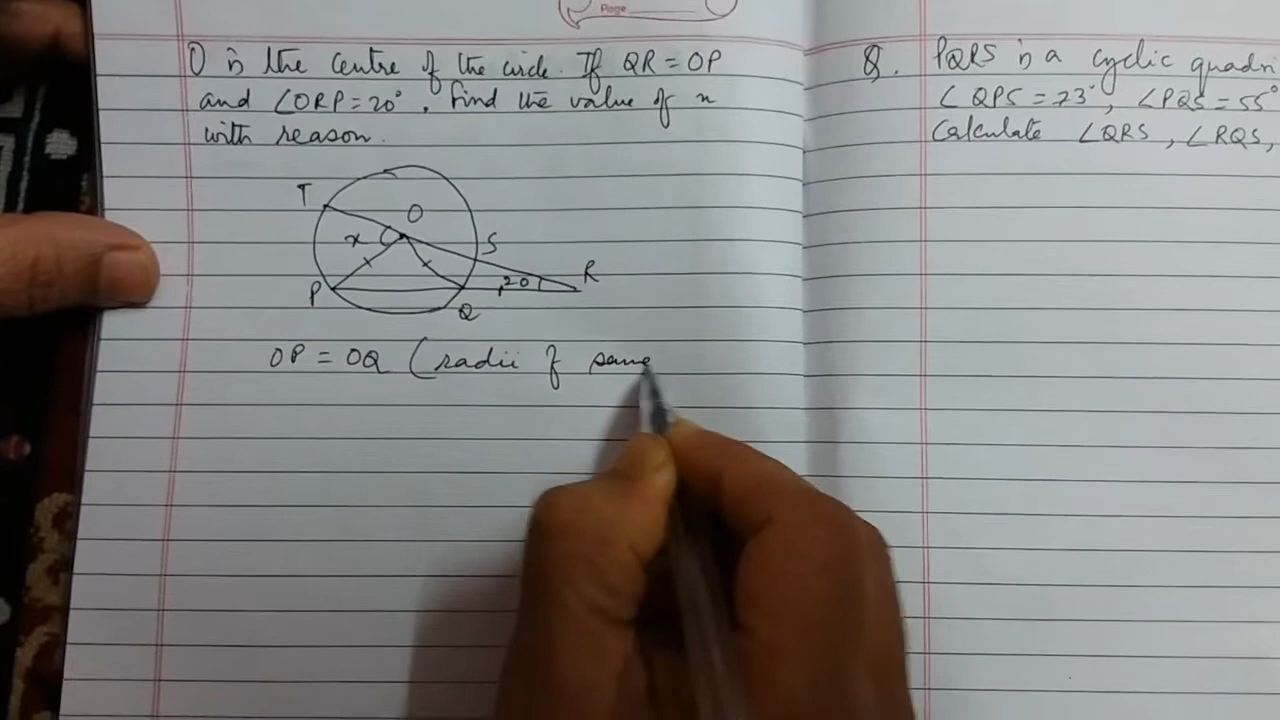 Page
O is the centre of the circle. If QR = OP
and ∠ORP = 20°, find the value of x
with reason.
T
O
x
S
R
20
P
Q
OP = OQ (radii of same
Q. PQRS is a cyclic quadri
∠QPS = 73°, ∠PQS = 55°
Calculate ∠QRS, ∠RQS,